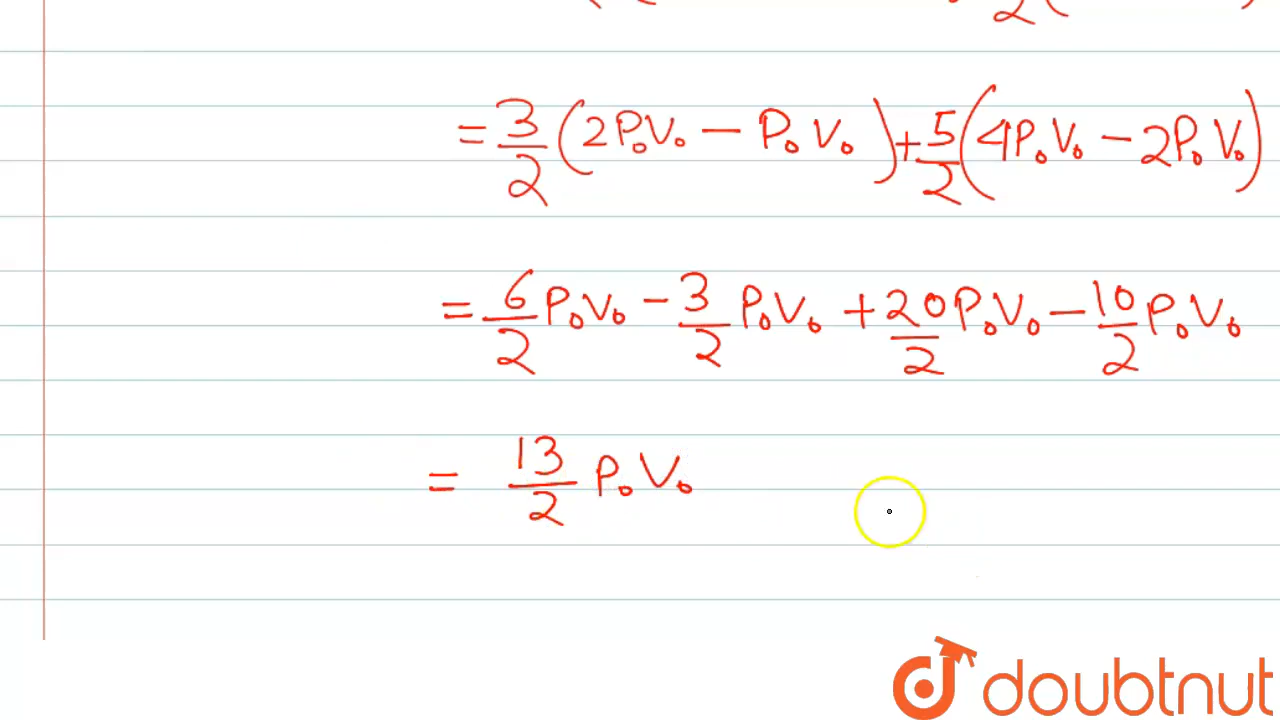 2
= 3/2 (2P₀V₀ − P₀V₀) + 5/2 (4P₀V₀ − 2P₀V₀)
= 6/2 P₀V₀ − 3/2 P₀V₀ + 20/2 P₀V₀ − 10/2 P₀V₀
= 13/2 P₀V₀
doubtnut